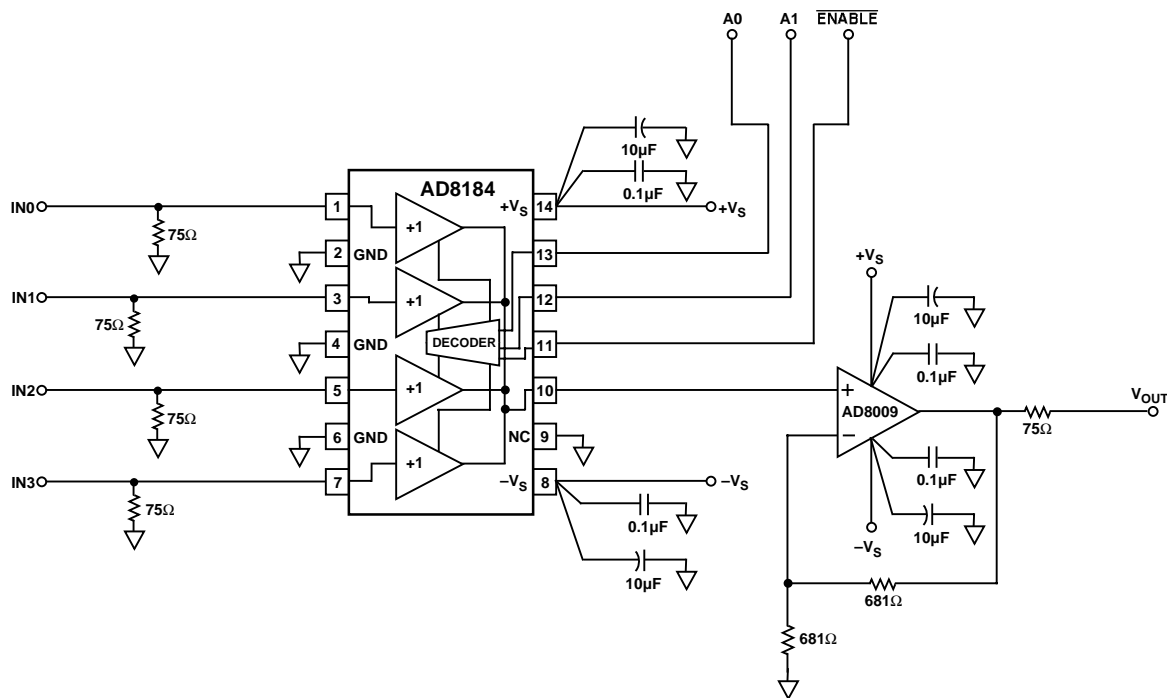 A0 A1 ENABLE
10µF
0.1µF
AD8184
IN0
75Ω
1
+1
+VS
14
+VS
2
GND
13
IN1
75Ω
3
+1
12
4
GND
DECODER
11
IN2
75Ω
5
+1
10
6
GND
NC
9
IN3
75Ω
7
+1
–VS
8
–VS
0.1µF
10µF
+VS
10µF
0.1µF
+
AD8009
–
75Ω
VOUT
0.1µF
10µF
–VS
681Ω
681Ω